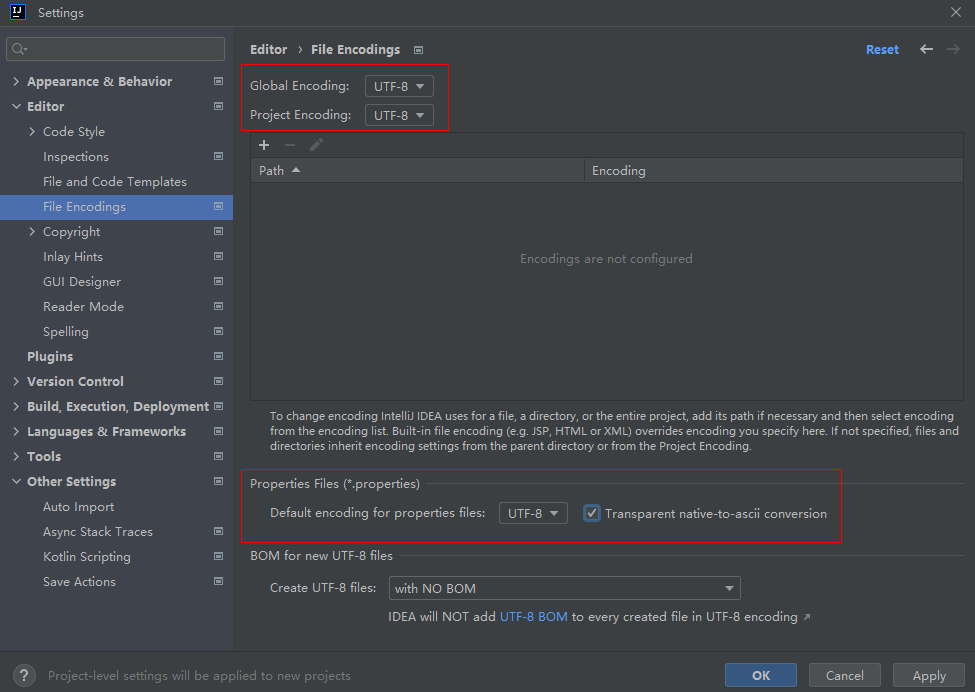 IJ
Settings
Editor › File Encodings
Reset
Appearance & Behavior
Editor
Code Style
Inspections
File and Code Templates
File Encodings
Copyright
Inlay Hints
GUI Designer
Reader Mode
Spelling
Plugins
Version Control
Build, Execution, Deployment
Languages & Frameworks
Tools
Other Settings
Auto Import
Async Stack Traces
Kotlin Scripting
Save Actions
Global Encoding: UTF-8
Project Encoding: UTF-8
Path Encoding
Encodings are not configured
To change encoding IntelliJ IDEA uses for a file, a directory, or the entire project, add its path if necessary and then select encoding
from the encoding list. Built-in file encoding (e.g. JSP, HTML or XML) overrides encoding you specify here. If not specified, files and
directories inherit encoding settings from the parent directory or from the Project Encoding.
Properties Files (*.properties)
Default encoding for properties files: UTF-8 Transparent native-to-ascii conversion
BOM for new UTF-8 files
Create UTF-8 files: with NO BOM
IDEA will NOT add UTF-8 BOM to every created file in UTF-8 encoding ↗
? Project-level settings will be applied to new projects
OK Cancel Apply